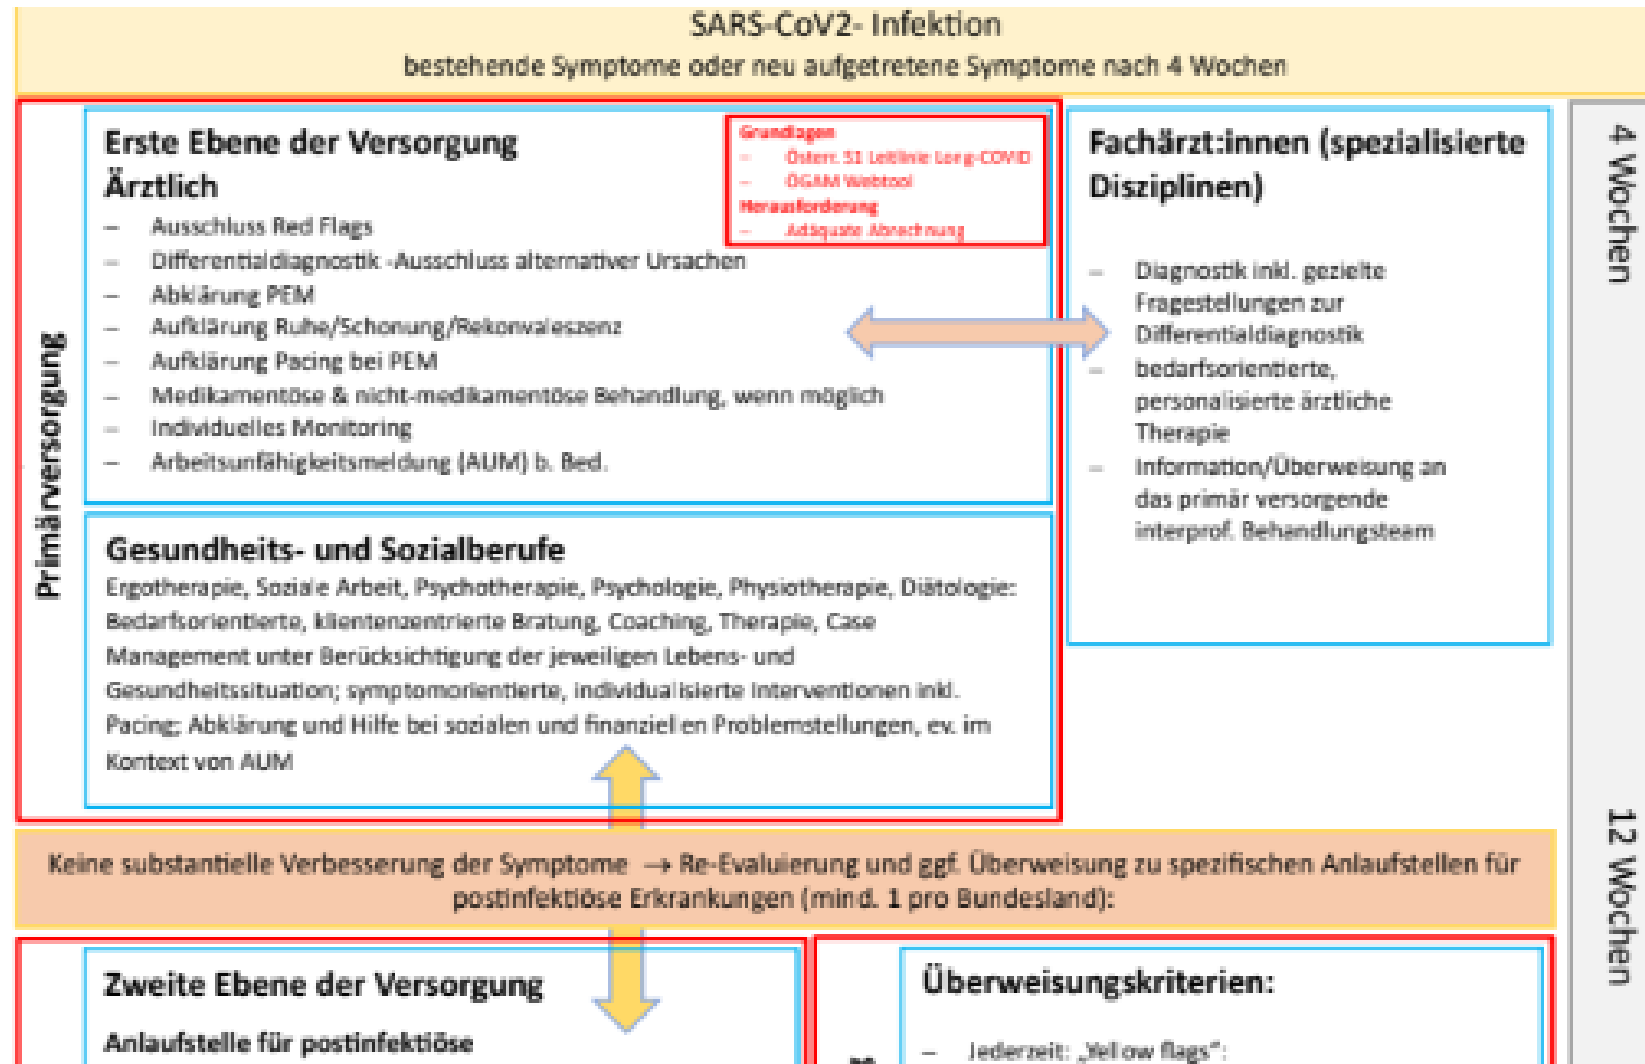 SARS-CoV2- Infektion
bestehende Symptome oder neu aufgetretene Symptome nach 4 Wochen
Primärversorgung
Erste Ebene der Versorgung
Ärztlich
– Ausschluss Red Flags
– Differentialdiagnostik -Ausschluss alternativer Ursachen
– Abklärung PEM
– Aufklärung Ruhe/Schonung/Rekonvaleszenz
– Aufklärung Pacing bei PEM
– Medikamentöse & nicht-medikamentöse Behandlung, wenn möglich
– Individuelles Monitoring
– Arbeitsunfähigkeitsmeldung (AUM) b. Bed.
Grundlagen
– Österr. S1 Leitlinie Long-COVID
– ÖGAM Webtool
Herausforderung
– Adäquate Abrechnung
Fachärzt:innen (spezialisierte
Disziplinen)
– Diagnostik inkl. gezielte
Fragestellungen zur
Differentialdiagnostik
– bedarfsorientierte,
personalisierte ärztliche
Therapie
– Information/Überweisung an
das primär versorgende
interprof. Behandlungsteam
4 Wochen
Gesundheits- und Sozialberufe
Ergotherapie, Soziale Arbeit, Psychotherapie, Psychologie, Physiotherapie, Diätologie:
Bedarfsorientierte, klientenzentrierte Bratung, Coaching, Therapie, Case
Management unter Berücksichtigung der jeweiligen Lebens- und
Gesundheitssituation; symptomorientierte, individualisierte Interventionen inkl.
Pacing; Abklärung und Hilfe bei sozialen und finanziellen Problemstellungen, ev. im
Kontext von AUM
12 Wochen
Keine substantielle Verbesserung der Symptome → Re-Evaluierung und ggf. Überweisung zu spezifischen Anlaufstellen für
postinfektiöse Erkrankungen (mind. 1 pro Bundesland):
Zweite Ebene der Versorgung
Anlaufstelle für postinfektiöse
Überweisungskriterien:
– Jederzeit: „Yellow flags":